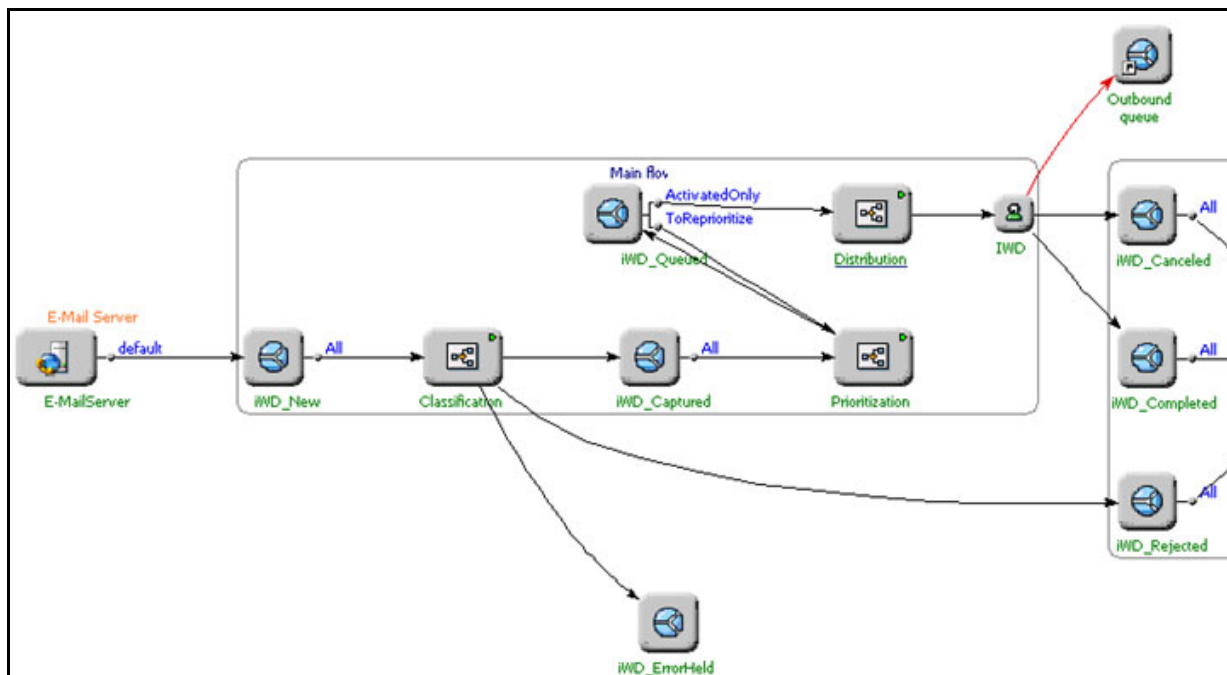 Outbound
queue
Main flov
ActivatedOnly
ToReprioritize
iWD_Queued
Distribution
IWD
All
iWD_Canceled
E-Mail Server
default
E-MailServer
All
iWD_New
Classification
All
iWD_Captured
Prioritization
All
iWD_Completed
All
iWD_Rejected
iWD_ErrorHeld